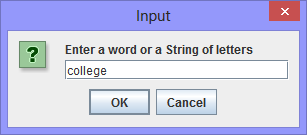 Input
Enter a word or a String of letters
college
OK Cancel